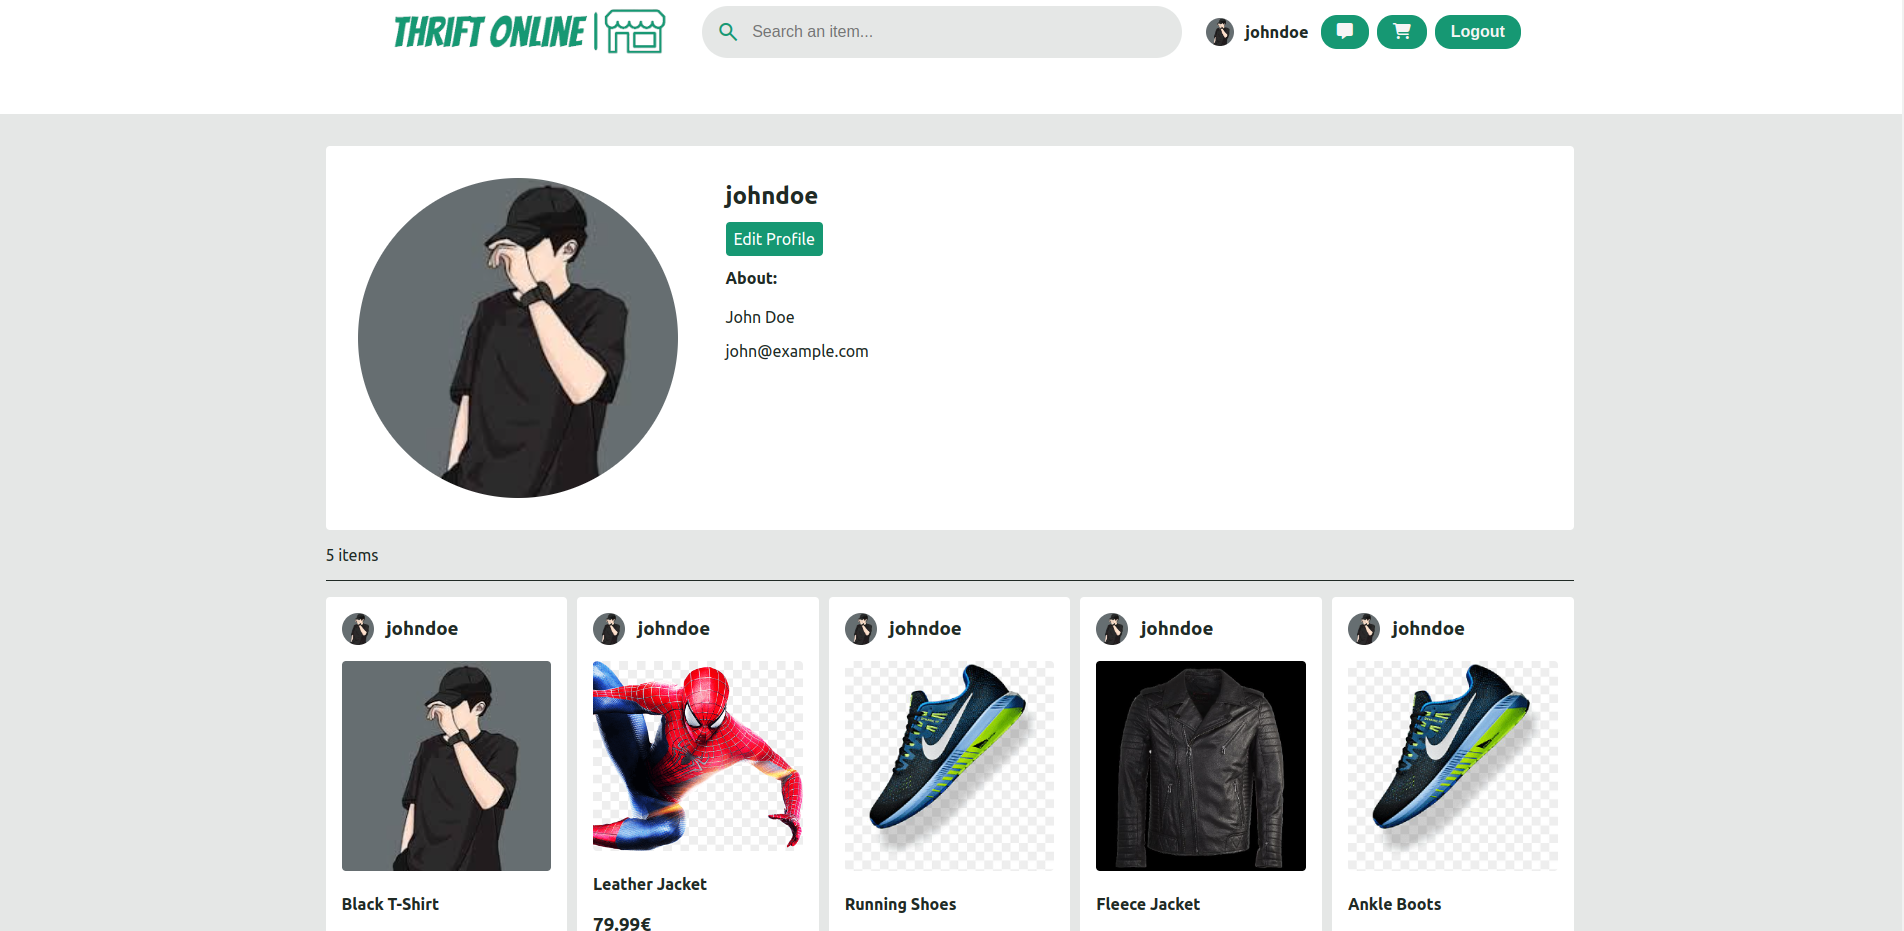 THRIFT ONLINE
Search an item...
johndoe
Logout
johndoe
Edit Profile
About:
John Doe
john@example.com
5 items
johndoe
johndoe
johndoe
johndoe
johndoe
Black T-Shirt
Leather Jacket
79.99€
Running Shoes
Fleece Jacket
Ankle Boots